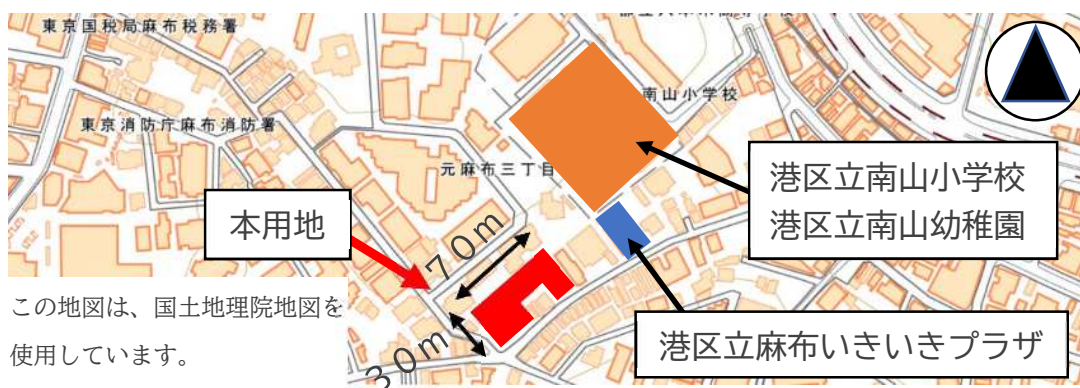 東京国税局麻布税務署
南山小学校
東京消防庁麻布消防署
元麻布三丁目
港区立南山小学校
港区立南山幼稚園
本用地
70m
30m
この地図は、国土地理院地図を
使用しています。
港区立麻布いきいきプラザ